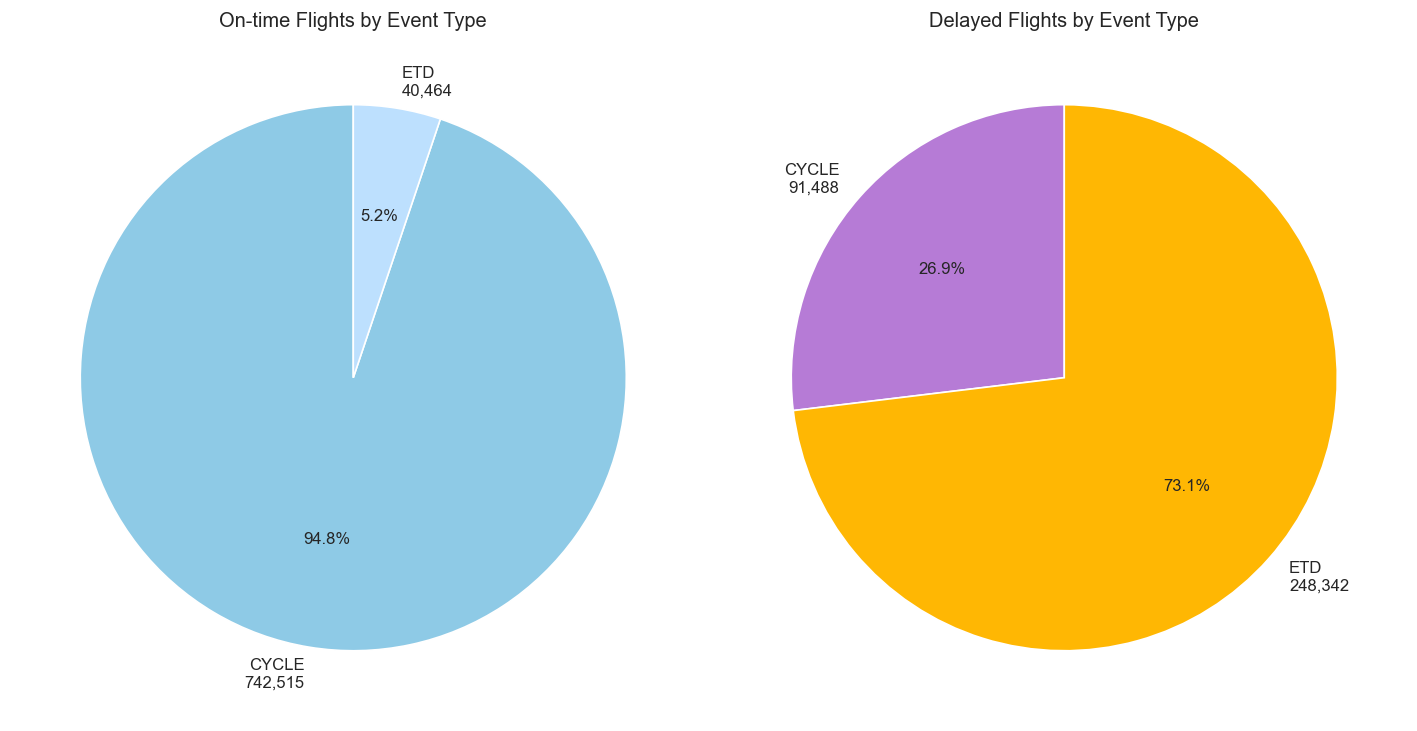 On-time Flights by Event Type
ETD
40,464
5.2%
94.8%
CYCLE
742,515
Delayed Flights by Event Type
CYCLE
91,488
26.9%
73.1%
ETD
248,342